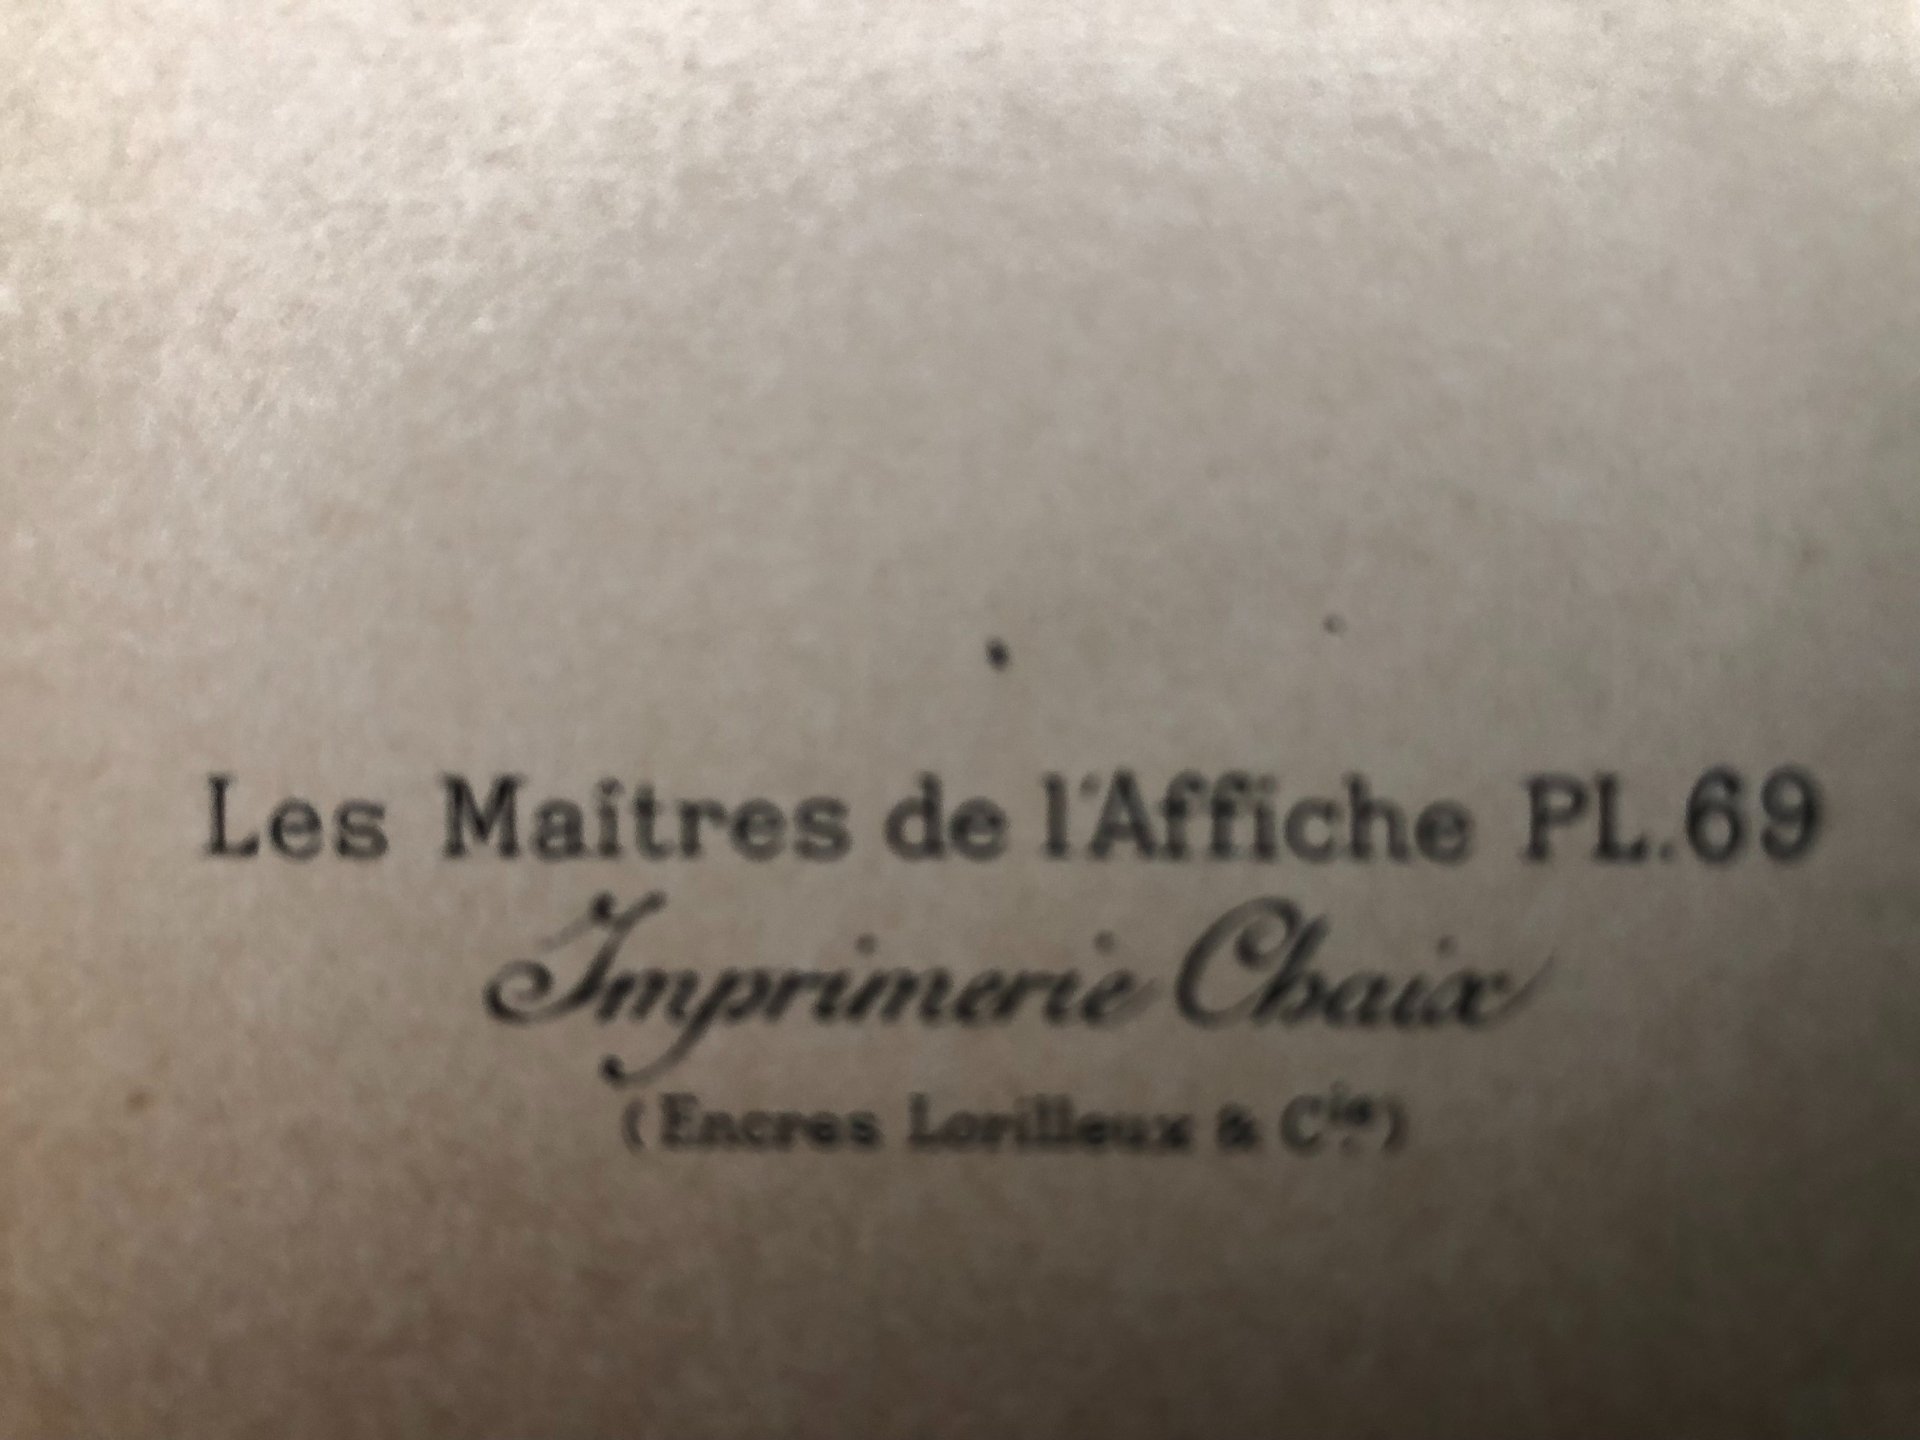 Les Maîtres de l'Affiche PL.69
Imprimerie Chaix
(Encres Lorilleux & Cie)